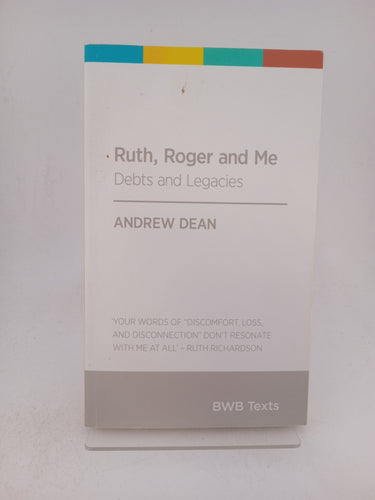 Ruth, Roger and Me
Debts and Legacies
ANDREW DEAN
'YOUR WORDS OF "DISCOMFORT, LOSS,
AND DISCONNECTION" DON'T RESONATE
WITH ME AT ALL' – RUTH RICHARDSON
BWB Texts